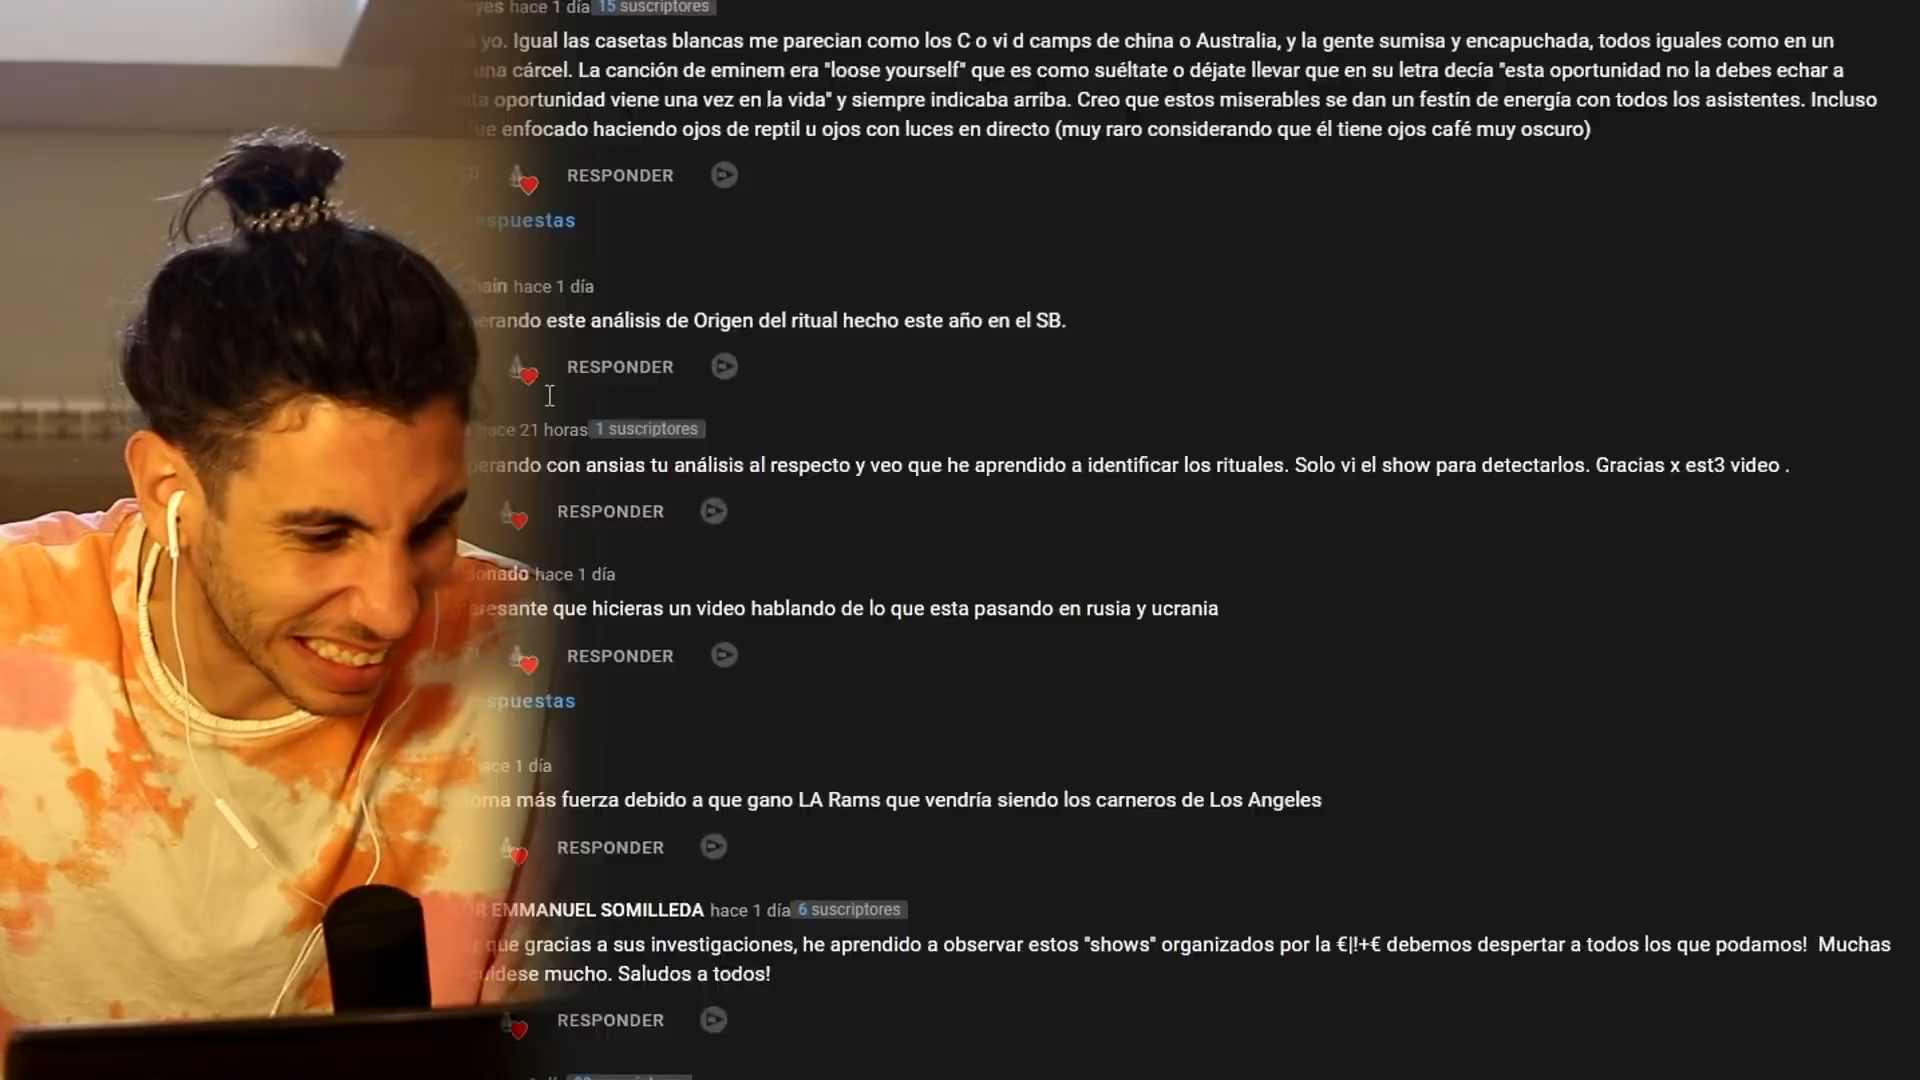 hace 1 día 15 suscriptores
yo. Igual las casetas blancas me parecian como los C o vi d camps de china o Australia, y la gente sumisa y encapuchada, todos iguales como en un
una cárcel. La canción de eminem era "loose yourself" que es como suéltate o déjate llevar que en su letra decía "esta oportunidad no la debes echar a
oportunidad viene una vez en la vida" y siempre indicaba arriba. Creo que estos miserables se dan un festín de energía con todos los asistentes. Incluso
enfocado haciendo ojos de reptil u ojos con luces en directo (muy raro considerando que él tiene ojos café muy oscuro)
RESPONDER
hace 1 día
este análisis de Origen del ritual hecho este año en el SB.
RESPONDER
hace 21 horas 1 suscriptores
con ansias tu análisis al respecto y veo que he aprendido a identificar los rituales. Solo vi el show para detectarlos. Gracias x est3 video .
RESPONDER
hace 1 día
que hicieras un video hablando de lo que esta pasando en rusia y ucrania
RESPONDER
hace 1 día
más fuerza debido a que gano LA Rams que vendría siendo los carneros de Los Angeles
RESPONDER
EMMANUEL SOMILLEDA hace 1 día 6 suscriptores
que gracias a sus investigaciones, he aprendido a observar estos "shows" organizados por la €|!+€ debemos despertar a todos los que podamos! Muchas
mucho. Saludos a todos!
RESPONDER